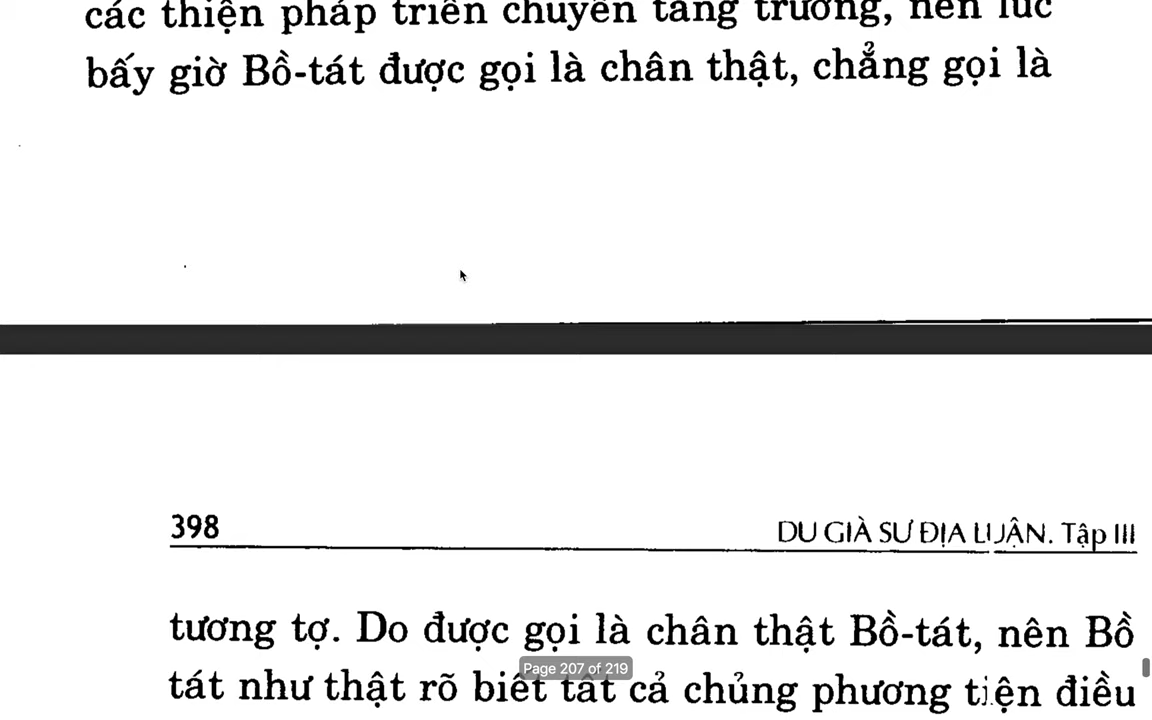 các thiện pháp triển chuyển tăng trưởng, nên lúc
bấy giờ Bồ-tát được gọi là chân thật, chẳng gọi là
398
DU GIÀ SƯ ĐỊA LUẬN. Tập III
tương tợ. Do được gọi là chân thật Bồ-tát, nên Bồ
tát như thật rõ biết tất cả chủng phương tiện điều
Page 207 of 219